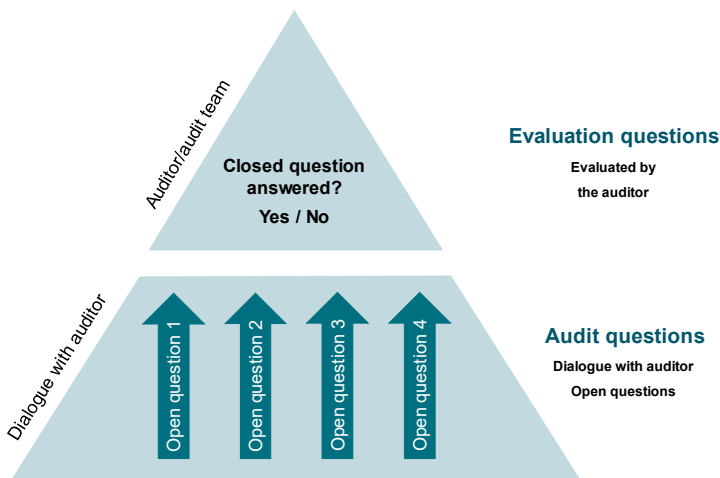 Auditor/audit team
Closed question
answered?
Yes / No
Evaluation questions
Evaluated by
the auditor
Dialogue with auditor
Open question 1
Open question 2
Open question 3
Open question 4
Audit questions
Dialogue with auditor
Open questions